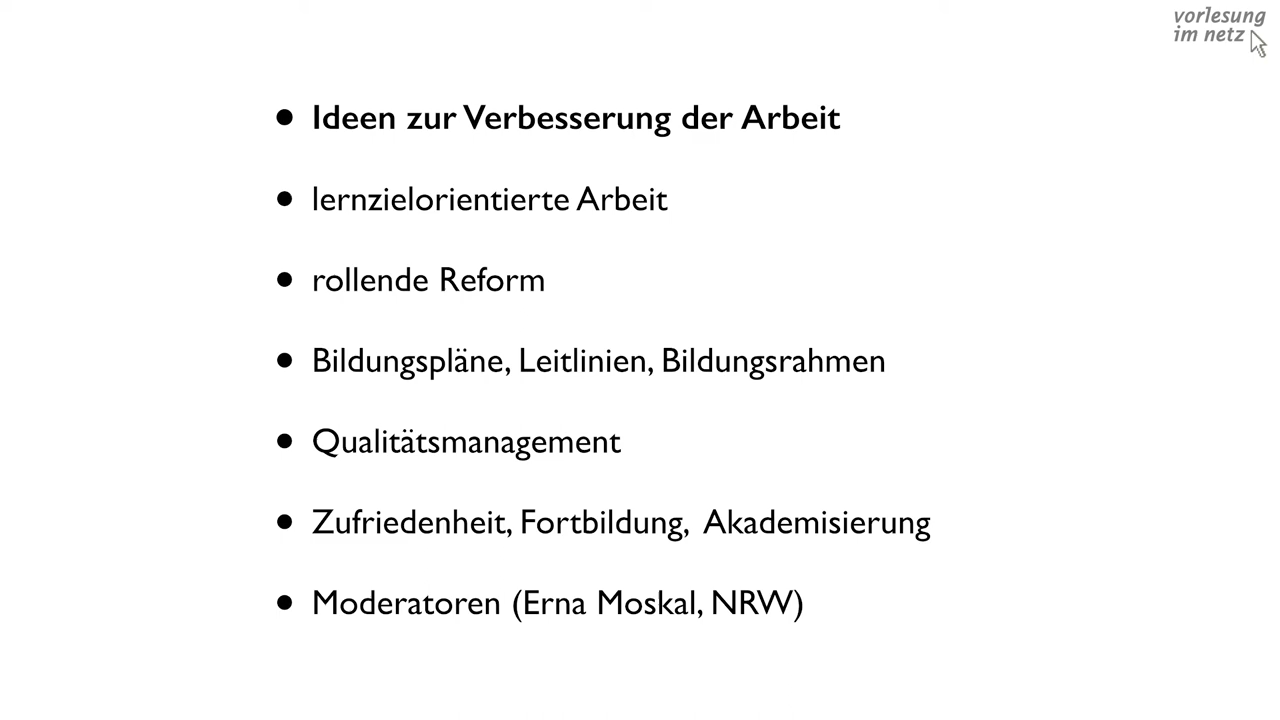 vorlesung
im netz
• Ideen zur Verbesserung der Arbeit
• lernzielorientierte Arbeit
• rollende Reform
• Bildungspläne, Leitlinien, Bildungsrahmen
• Qualitätsmanagement
• Zufriedenheit, Fortbildung, Akademisierung
• Moderatoren (Erna Moskal, NRW)